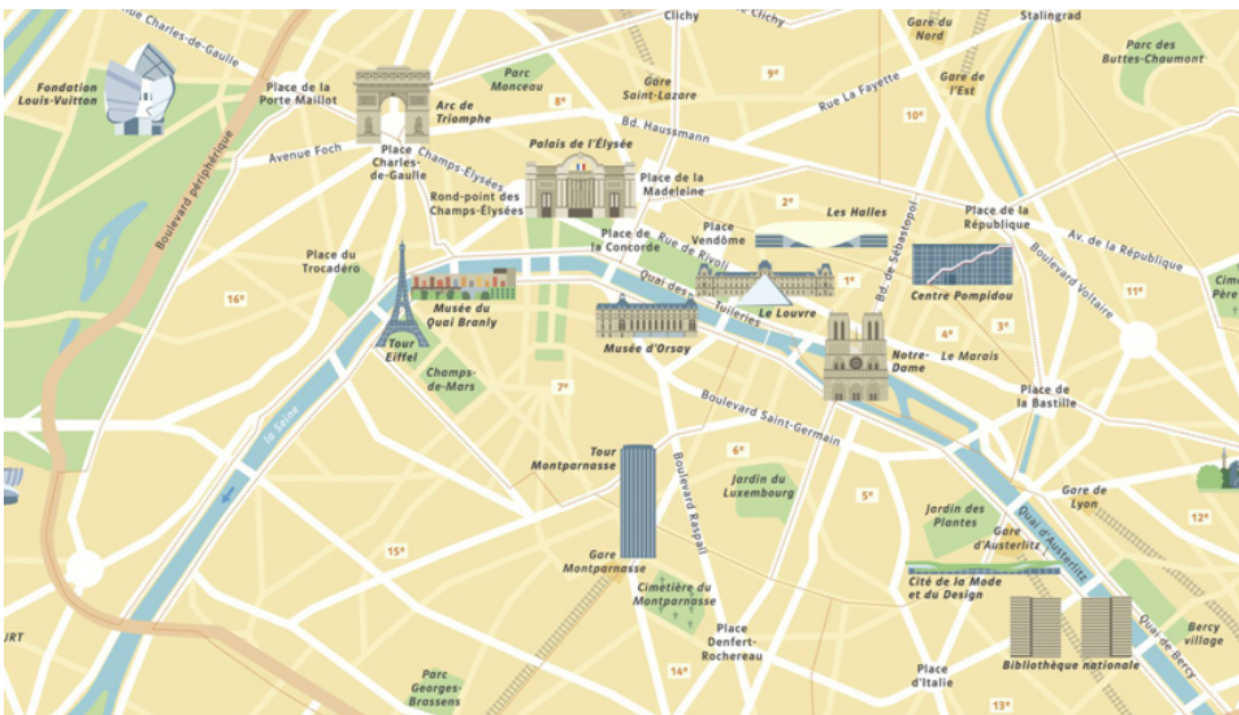 nue Charles-de-Gaulle
Clichy
de Clichy
Gare du
Nord
Stalingrad
Parc des
Buttes-Chaumont
Fondation
Louis-Vuitton
Place de la
Porte Maillot
Arc de
Triomphe
Parc
Monceau
8e
Gare
Saint-Lazare
9e
Gare de
l'Est
Rue La Fayette
10e
Bd. Haussmann
Boulevard périphérique
Avenue Foch
Place
Charles-
de-Gaulle
Champs-Élysées
Palais de l'Élysée
Rond-point des
Champs-Élysées
Place de la
Madeleine
2e
Les Halles
Place de la
République
Place du
Trocadéro
Place de
la Concorde
Rue de Rivoli
Place
Vendôme
Bd. de Sébastopol
Av. de la République
Boulevard Voltaire
16e
Musée du
Quai Branly
Quai des Tuileries
Le Louvre
1e
Centre Pompidou
11e
Cim
Père
Tour
Eiffel
Champs-
de-Mars
Musée d'Orsay
7e
Notre-
Dame
4e
3e
Le Marais
Place de
la Bastille
la Seine
Boulevard Saint-Germain
Tour
Montparnasse
Boulevard Raspail
6e
Jardin du
Luxembourg
5e
Jardin des
Plantes
Gare
d'Austerlitz
Quai d'Austerlitz
Gare de
Lyon
12e
15e
Gare
Montparnasse
Cimetière du
Montparnasse
Cité de la Mode
et du Design
URT
Place
Denfert-
Rochereau
14e
Parc
Georges-
Brassens
Place
d'Italie
Bibliothèque nationale
13e
Quai de Bercy
Bercy
village